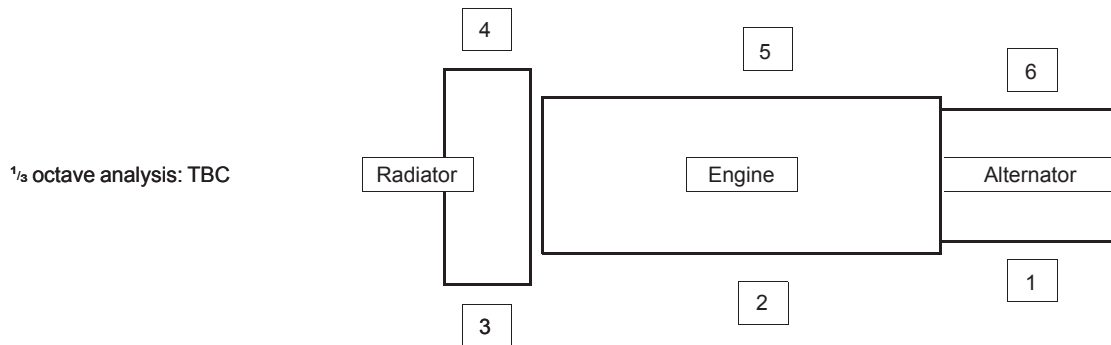 4
5
6
⅓ octave analysis: TBC
Radiator
Engine
Alternator
1
2
3